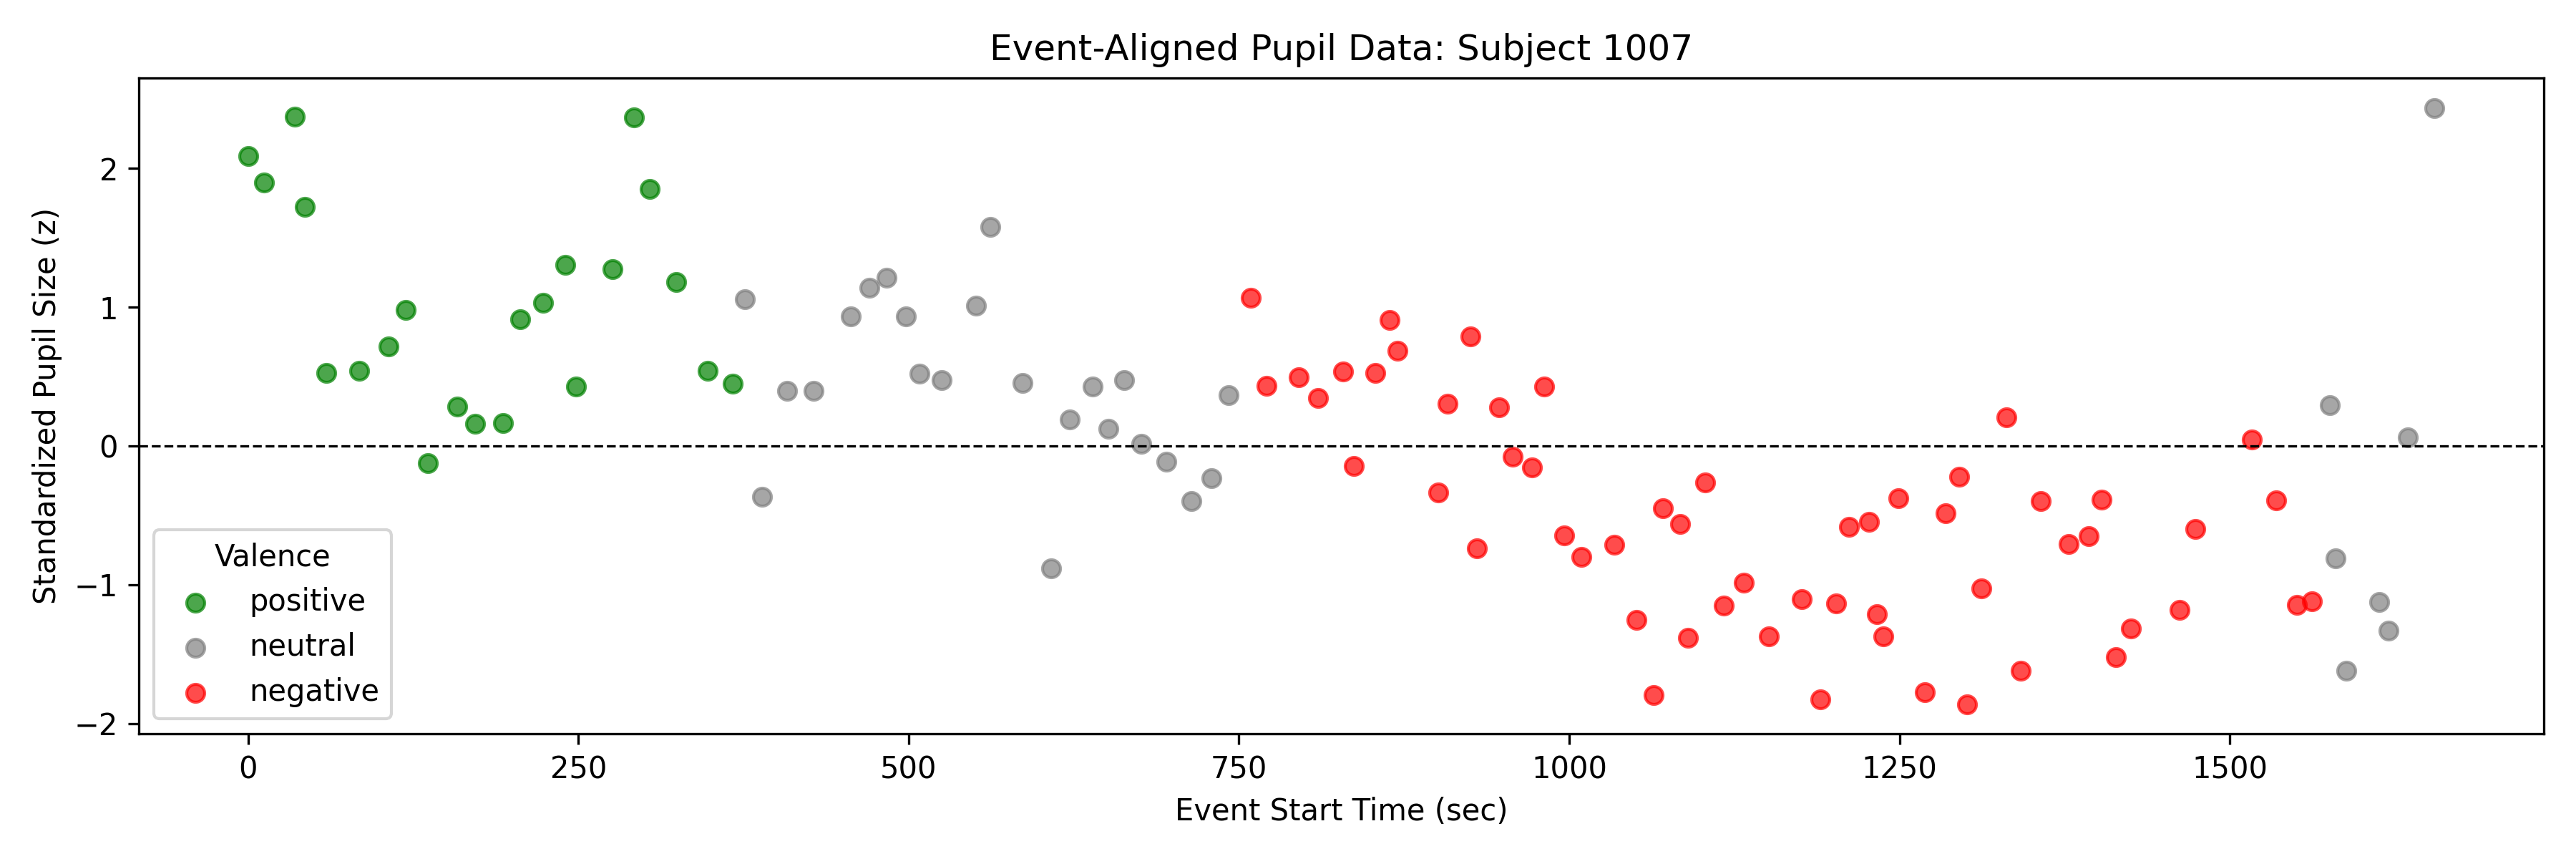 Event-Aligned Pupil Data: Subject 1007
Standardized Pupil Size (z)
2
1
0
−1
−2
Valence
positive
neutral
negative
0 250 500 750 1000 1250 1500
Event Start Time (sec)